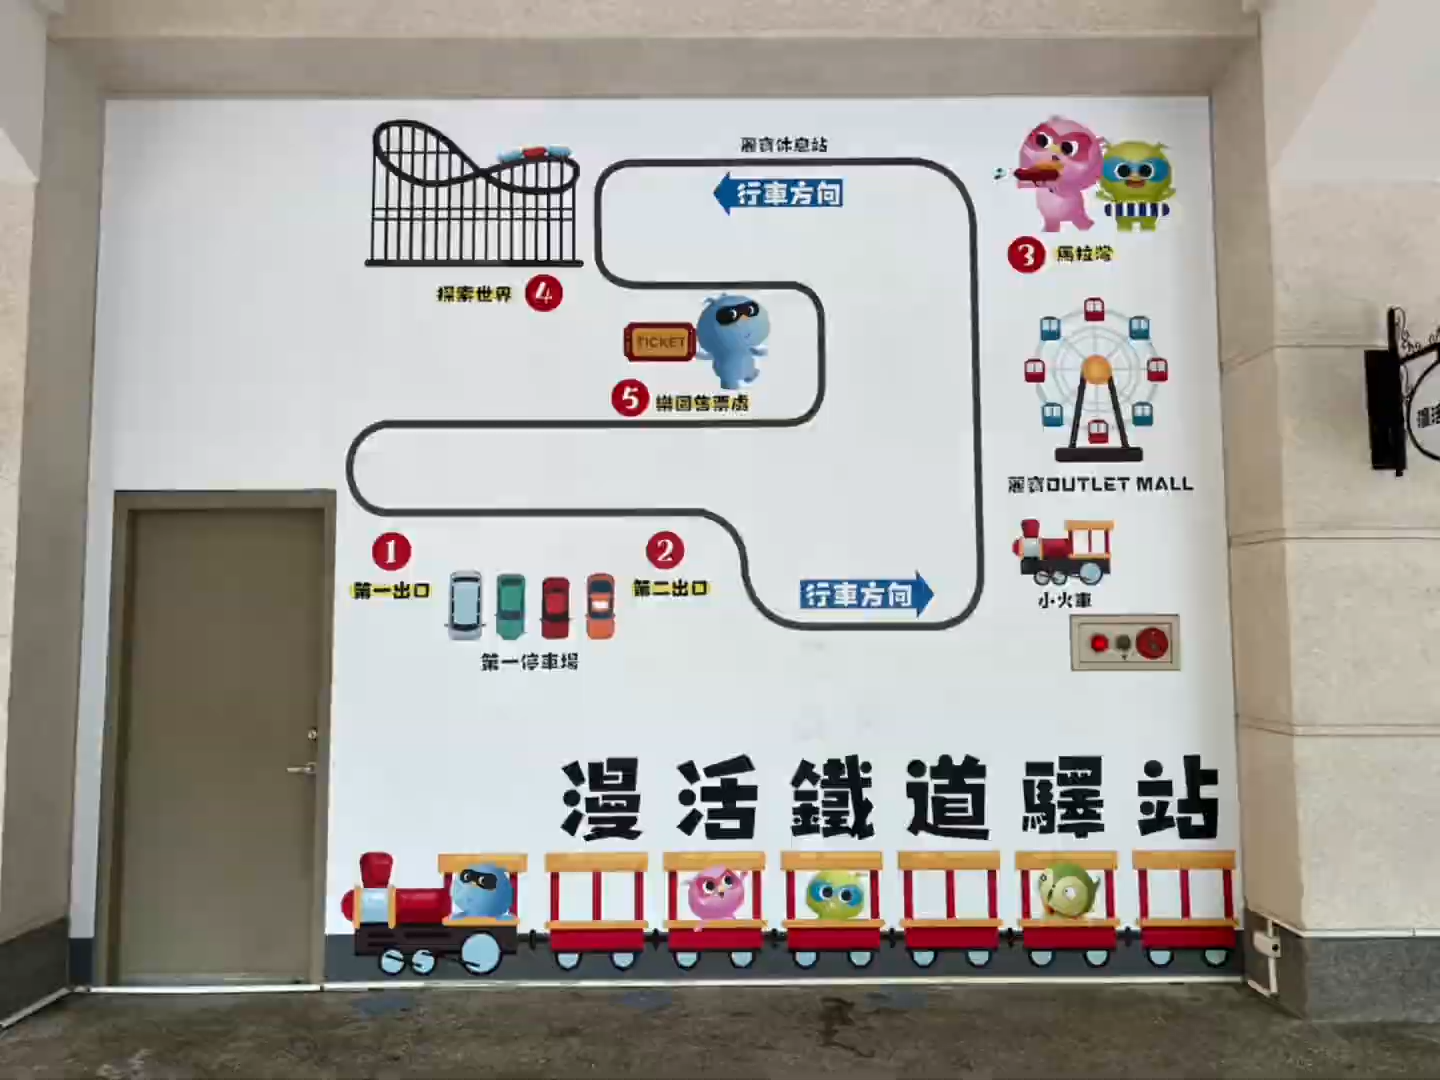 麗寶休息站
行車方向
3 馬拉灣
探索世界 4
TICKET
5 樂園售票處
麗寶OUTLET MALL
1
第一出口
2
第二出口
行車方向
小火車
第一停車場
漫活鐵道驛站